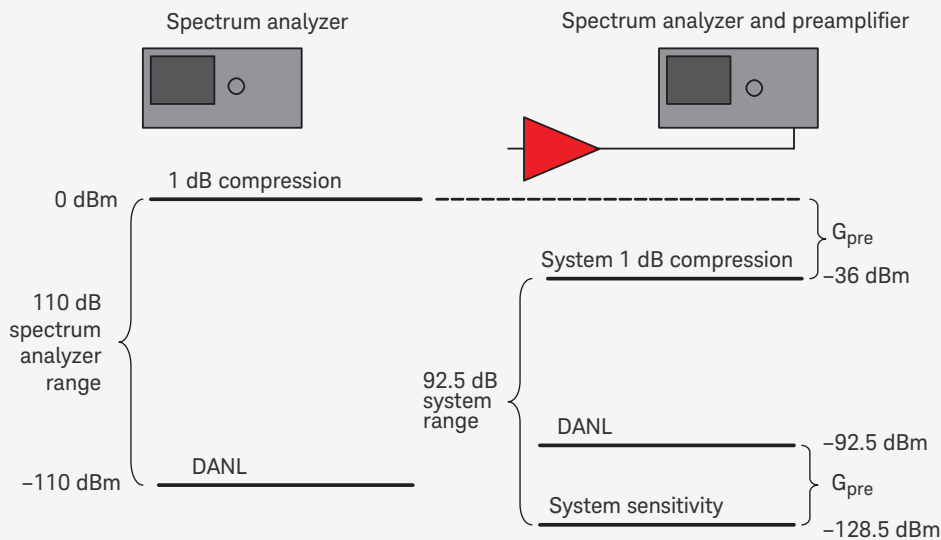 Spectrum analyzer
Spectrum analyzer and preamplifier
1 dB compression
0 dBm
G_pre
System 1 dB compression
–36 dBm
110 dB
spectrum
analyzer
range
92.5 dB
system
range
DANL
–92.5 dBm
DANL
–110 dBm
G_pre
System sensitivity
–128.5 dBm